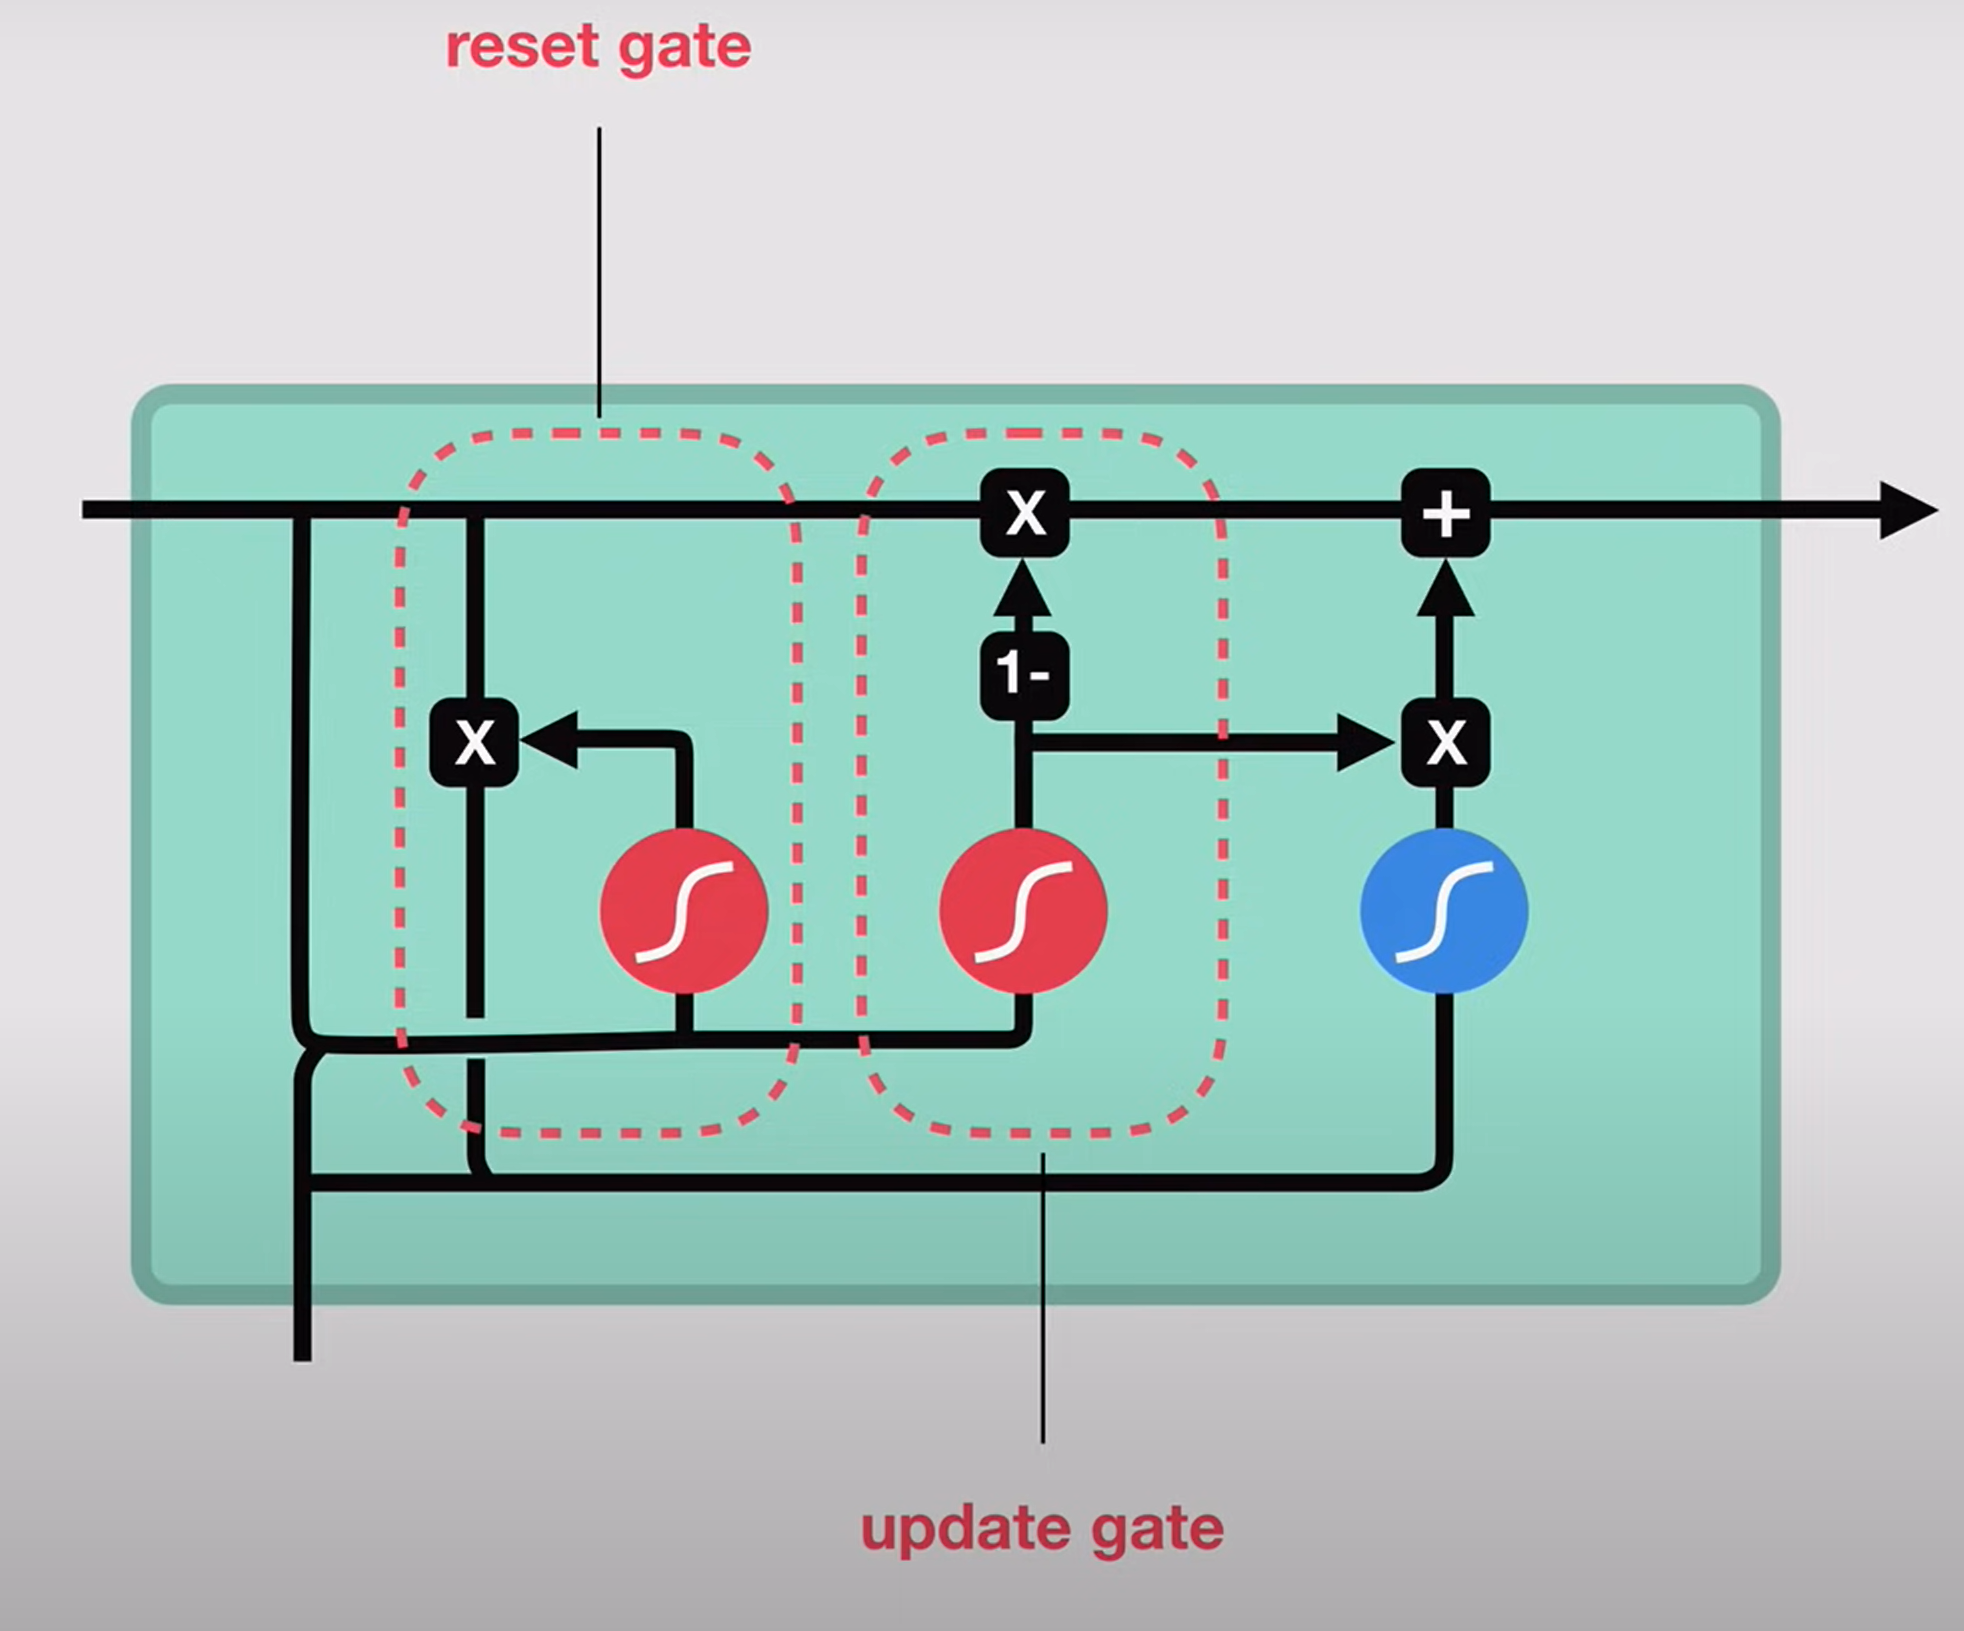 reset gate
X
+
1-
X
X
update gate